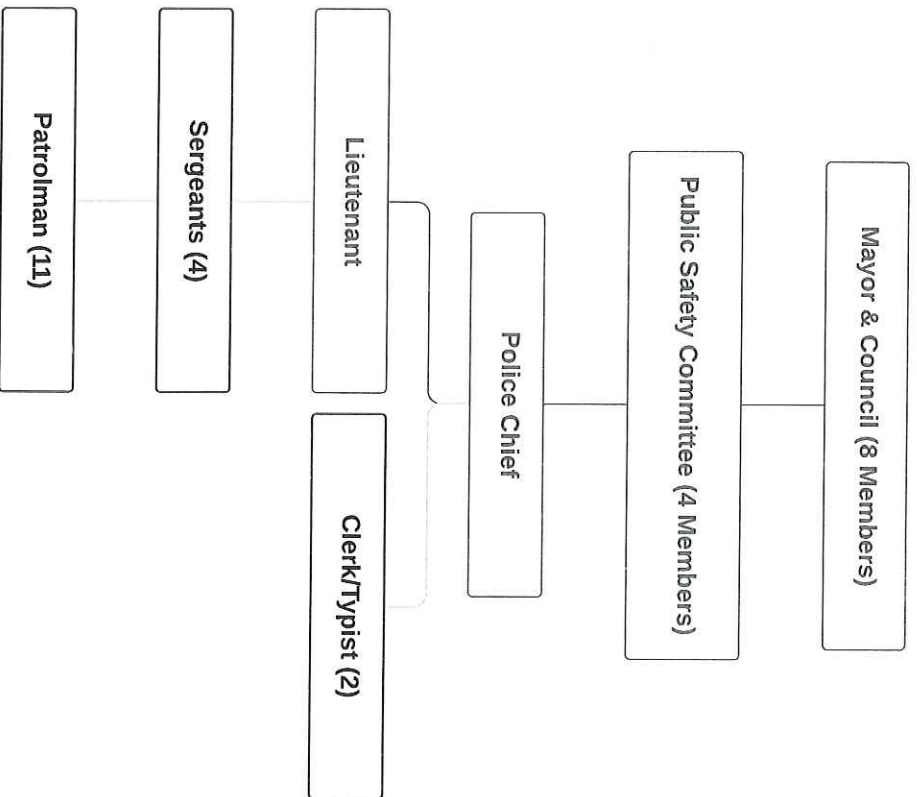 Mayor & Council (8 Members)
Public Safety Committee (4 Members)
Police Chief
Lieutenant
Clerk/Typist (2)
Sergeants (4)
Patrolman (11)